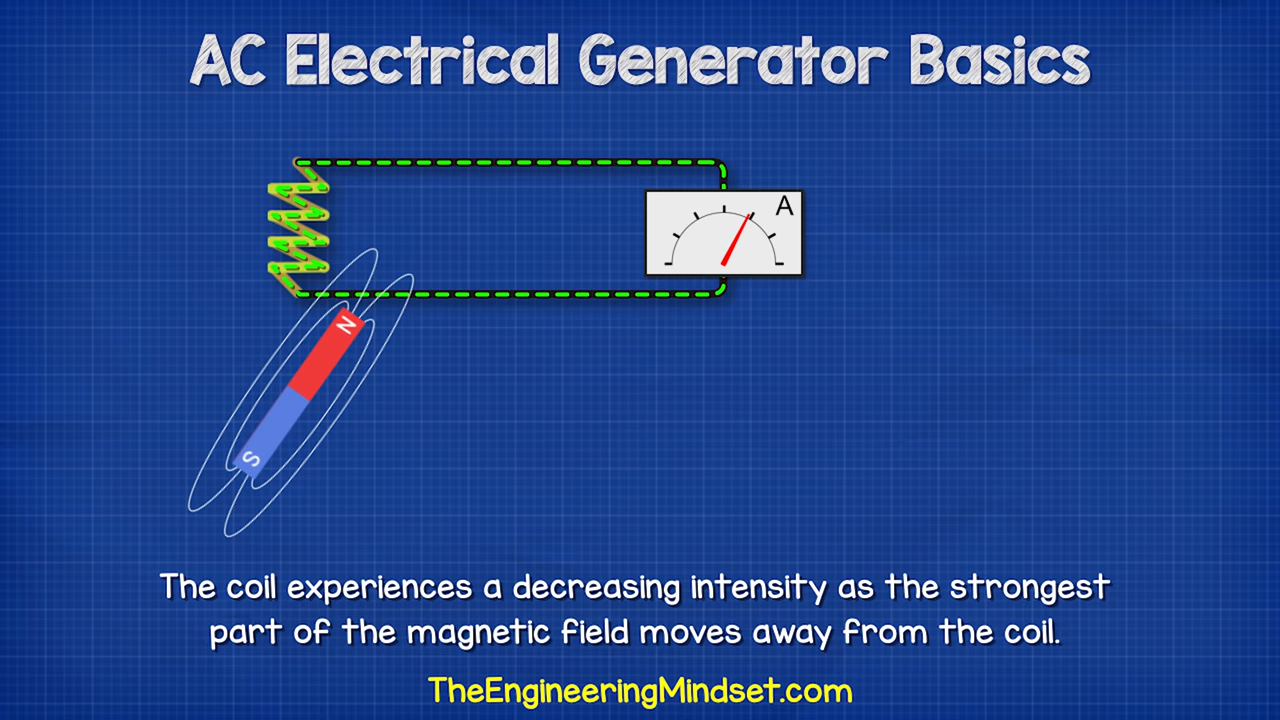 AC Electrical Generator Basics
A
N
S
The coil experiences a decreasing intensity as the strongest
part of the magnetic field moves away from the coil.
TheEngineeringMindset.com